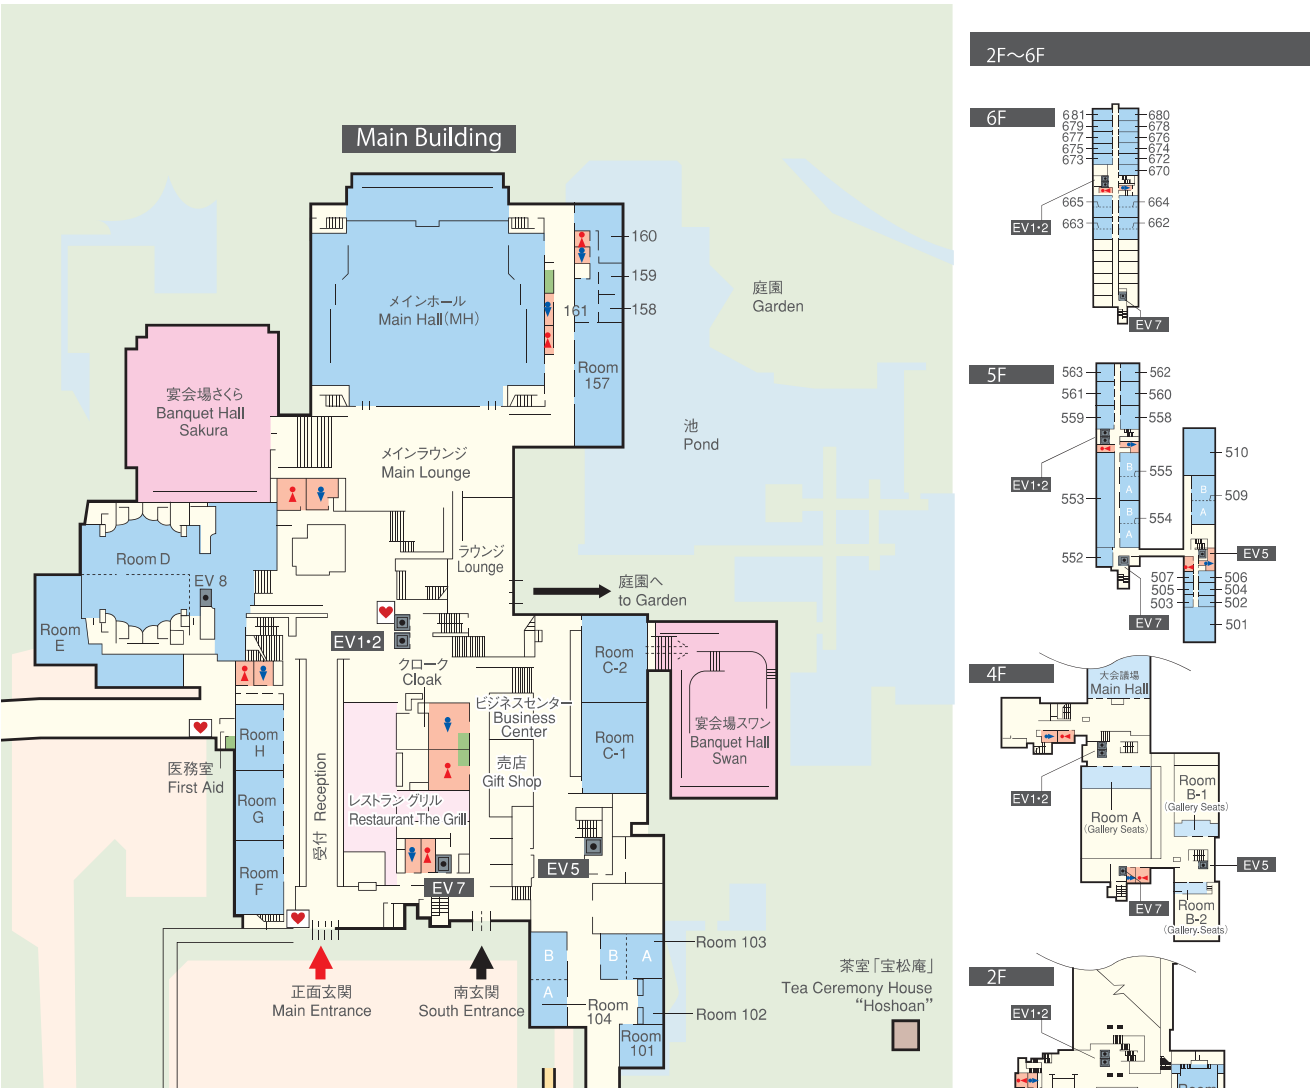 Main Building
メインホール
Main Hall(MH)
160
159
161
158
Room
157
庭園
Garden
宴会場さくら
Banquet Hall
Sakura
メインラウンジ
Main Lounge
池
Pond
Room D
EV 8
Room
E
ラウンジ
Lounge
庭園へ
to Garden
EV1・2
クローク
Cloak
Room
C-2
ビジネスセンター
Business
Center
Room
C-1
宴会場スワン
Banquet Hall
Swan
Room
H
医務室
First Aid
売店
Gift Shop
Room
G
受付 Reception
レストラン グリル
Restaurant-The Grill
Room
F
EV 7
EV 5
B
A
B
A
Room 103
Room
104
Room 102
Room
101
正面玄関
Main Entrance
南玄関
South Entrance
茶室「宝松庵」
Tea Ceremony House
“Hoshoan”
2F〜6F
6F
681
680
679
678
677
676
675
674
673
672
670
665
664
EV1・2
663
662
EV 7
5F
563
562
561
560
559
558
510
EV1・2
B
555
A
553
B
554
A
B
509
A
552
EV 5
507
506
505
504
503
502
EV 7
501
4F
大会議場
Main Hall
EV1・2
Room
B-1
(Gallery Seats)
Room A
(Gallery Seats)
EV 5
EV 7
Room
B-2
(Gallery Seats)
2F
EV1・2